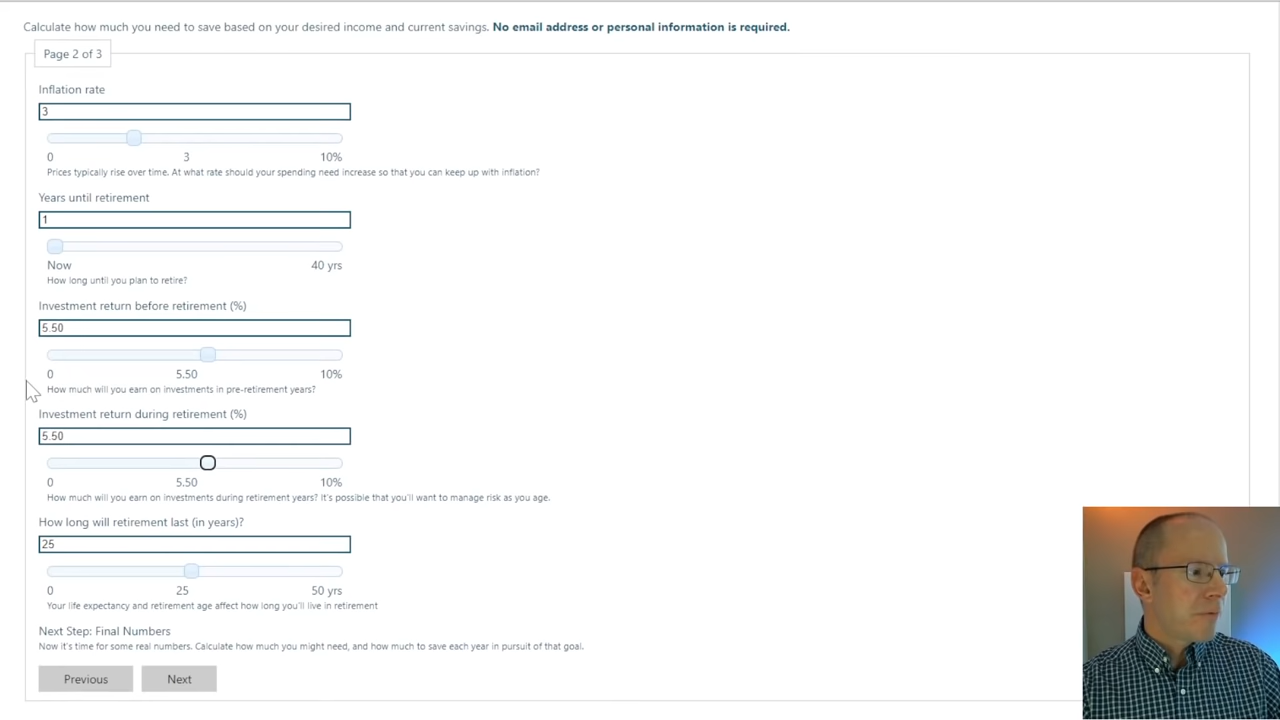 Calculate how much you need to save based on your desired income and current savings. No email address or personal information is required.
Page 2 of 3
Inflation rate
3
0 3 10%
Prices typically rise over time. At what rate should your spending need increase so that you can keep up with inflation?
Years until retirement
1
Now 40 yrs
How long until you plan to retire?
Investment return before retirement (%)
5.50
0 5.50 10%
How much will you earn on investments in pre-retirement years?
Investment return during retirement (%)
5.50
0 5.50 10%
How much will you earn on investments during retirement years? It's possible that you'll want to manage risk as you age.
How long will retirement last (in years)?
25
0 25 50 yrs
Your life expectancy and retirement age affect how long you'll live in retirement
Next Step: Final Numbers
Now it's time for some real numbers. Calculate how much you might need, and how much to save each year in pursuit of that goal.
Previous Next